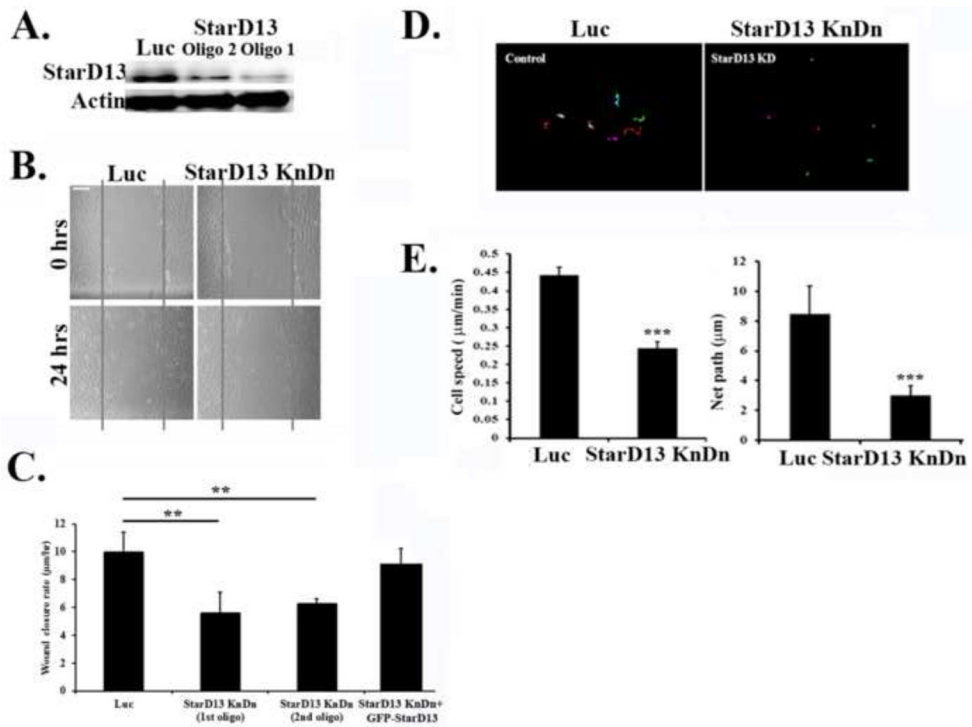 A.
StarD13
Luc Oligo 2 Oligo 1
StarD13
Actin
B.
Luc StarD13 KnDn
0 hrs
24 hrs
C.
** 
**
Wound closure rate (μm/hr)
12
10
8
6
4
2
0
Luc StarD13 KnDn StarD13 KnDn StarD13 KnDn+
(1st oligo) (2nd oligo) GFP-StarD13
D.
Luc StarD13 KnDn
Control StarD13 KD
E.
Cell speed ( μm/min)
0.5
0.45
0.4
0.35
0.3
0.25
0.2
0.15
0.1
0.05
0
***
Luc StarD13 KnDn
Net path (μm)
12
10
8
6
4
2
0
***
Luc StarD13 KnDn